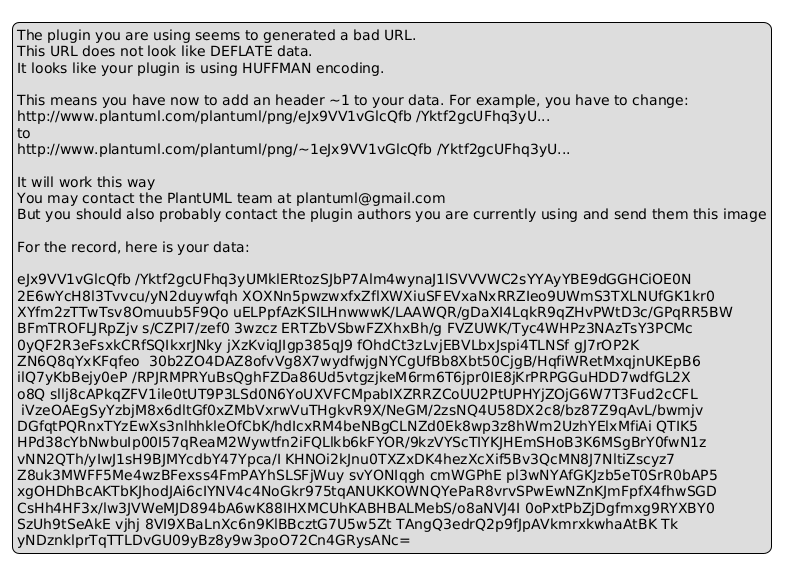 The plugin you are using seems to generated a bad URL.
This URL does not look like DEFLATE data.
It looks like your plugin is using HUFFMAN encoding.
This means you have now to add an header ~1 to your data. For example, you have to change:
http://www.plantuml.com/plantuml/png/eJx9VV1vGlcQfb /Yktf2gcUFhq3yU...
to
http://www.plantuml.com/plantuml/png/~1eJx9VV1vGlcQfb /Yktf2gcUFhq3yU...
It will work this way
You may contact the PlantUML team at plantuml@gmail.com
But you should also probably contact the plugin authors you are currently using and send them this image
For the record, here is your data:
eJx9VV1vGlcQfb /Yktf2gcUFhq3yUMklERtozSJbP7Alm4wynaJ1lSVVVWC2sYYAyYBE9dGGHCiOE0N
2E6wYcH8l3Tvvcu/yN2duywfqh XOXNn5pwzwxfxZflXWXiuSFEVxaNxRRZIeo9UWmS3TXLNUfGK1kr0
XYfm2zTTwTsv8Omuub5F9Qo uELPpfAzKSILHnwwwK/LAAWQR/gDaXI4LqkR9qZHvPWtD3c/GPqRR5BW
BFmTROFLJRpZjv s/CZPI7/zef0 3wzcz ERTZbVSbwFZXhxBh/g FVZUWK/Tyc4WHPz3NAzTsY3PCMc
0yQF2R3eFsxkCRfSQIkxrJNky jXzKviqJIgp385qJ9 fOhdCt3zLvjEBVLbxJspi4TLNSf gJ7rOP2K
ZN6Q8qYxKFqfeo  30b2ZO4DAZ8ofvVg8X7wydfwjgNYCgUfBb8Xbt50CjgB/HqfiWRetMxqjnUKEpB6
iIQ7yKbBejy0eP /RPJRMPRYuBsQghFZDa86Ud5vtgzjkeM6rm6T6jpr0IE8jKrPRPGGuHDD7wdfGL2X
o8Q sllj8cAPkqZFV1ile0tUT9P3LSd0N6YoUXVFCMpabIXZRRZCoUU2PtUPHYjZOjG6W7T3Fud2cCFL
iVzeOAEgSyYzbjM8x6dltGf0xZMbVxrwVuTHgkvR9X/NeGM/2zsNQ4U58DX2c8/bz87Z9qAvL/bwmjv
DGfqtPQRnxTYzEwXs3nlhhkleOfCbK/hdIcxRM4beNBgCLNZd0Ek8wp3z8hWm2UzhYElxMfiAi QTIK5
HPd38cYbNwbulp00I57qReaM2Wywtfn2iFQLlkb6kFYOR/9kzVYScTlYKJHEmSHoB3K6MSgBrY0fwN1z
vNN2QTh/yIwJ1sH9BJMYcdbY47Ypca/I KHNOi2kJnu0TXZxDK4hezXcXif5Bv3QcMN8J7NltiZscyz7
Z8uk3MWFF5Me4wzBFexss4FmPAYhSLSFjWuy svYONIqgh cmWGPhE pl3wNYAfGKJzb5eT0SrR0bAP5
xgOHDhBcAKTbKJhodJAi6cIYNV4c4NoGkr975tqANUKKOWNQYePaR8vrvSPwEwNZnKJmFpfX4fhwSGD
CsHh4HF3x/lw3JVWeMJD894bA6wK88IHXMCUhKABHBALMebS/o8aNVJ4I 0oPxtPbZjDgfmxg9RYXBY0
SzUh9tSeAkE vjhj 8VI9XBaLnXc6n9KlBBcztG7U5w5Zt TAngQ3edrQ2p9fJpAVkmrxkwhaAtBK Tk
yNDznklprTqTTLDvGU09yBz8y9w3poO72Cn4GRysANc=